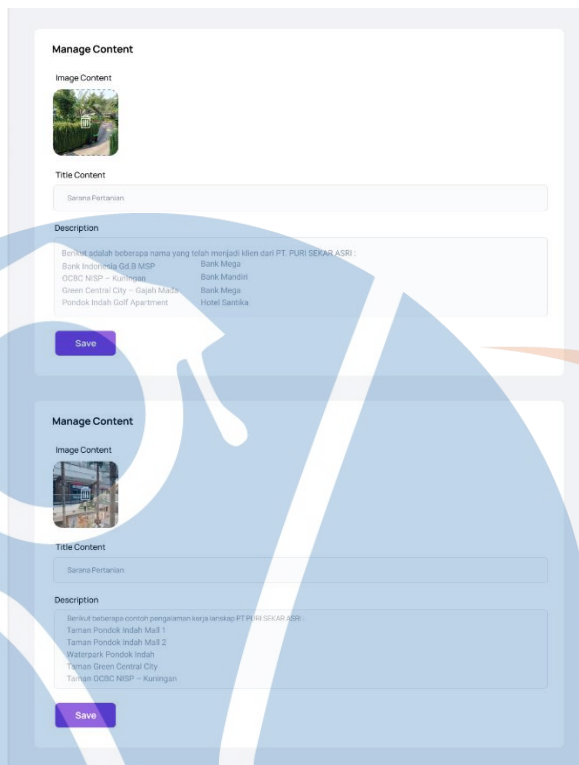 Manage Content
Image Content
Title Content
Sarana Pertanian
Description
Berikut adalah beberapa nama yang telah menjadi klien dari PT. PURI SEKAR ASRI :
Bank Indonesia Gd.B MSP Bank Mega
OCBC NISP – Kuningan Bank Mandiri
Green Central City – Gajah Mada Bank Mega
Pondok Indah Golf Apartment Hotel Santika
Save
Manage Content
Image Content
Title Content
Sarana Pertanian
Description
Berikut beberapa contoh pengalaman kerja lanskap PT PURI SEKAR ASRI :
Taman Pondok Indah Mall 1
Taman Pondok Indah Mall 2
Waterpark Pondok Indah
Taman Green Central City
Taman OCBC NISP – Kuningan
Save